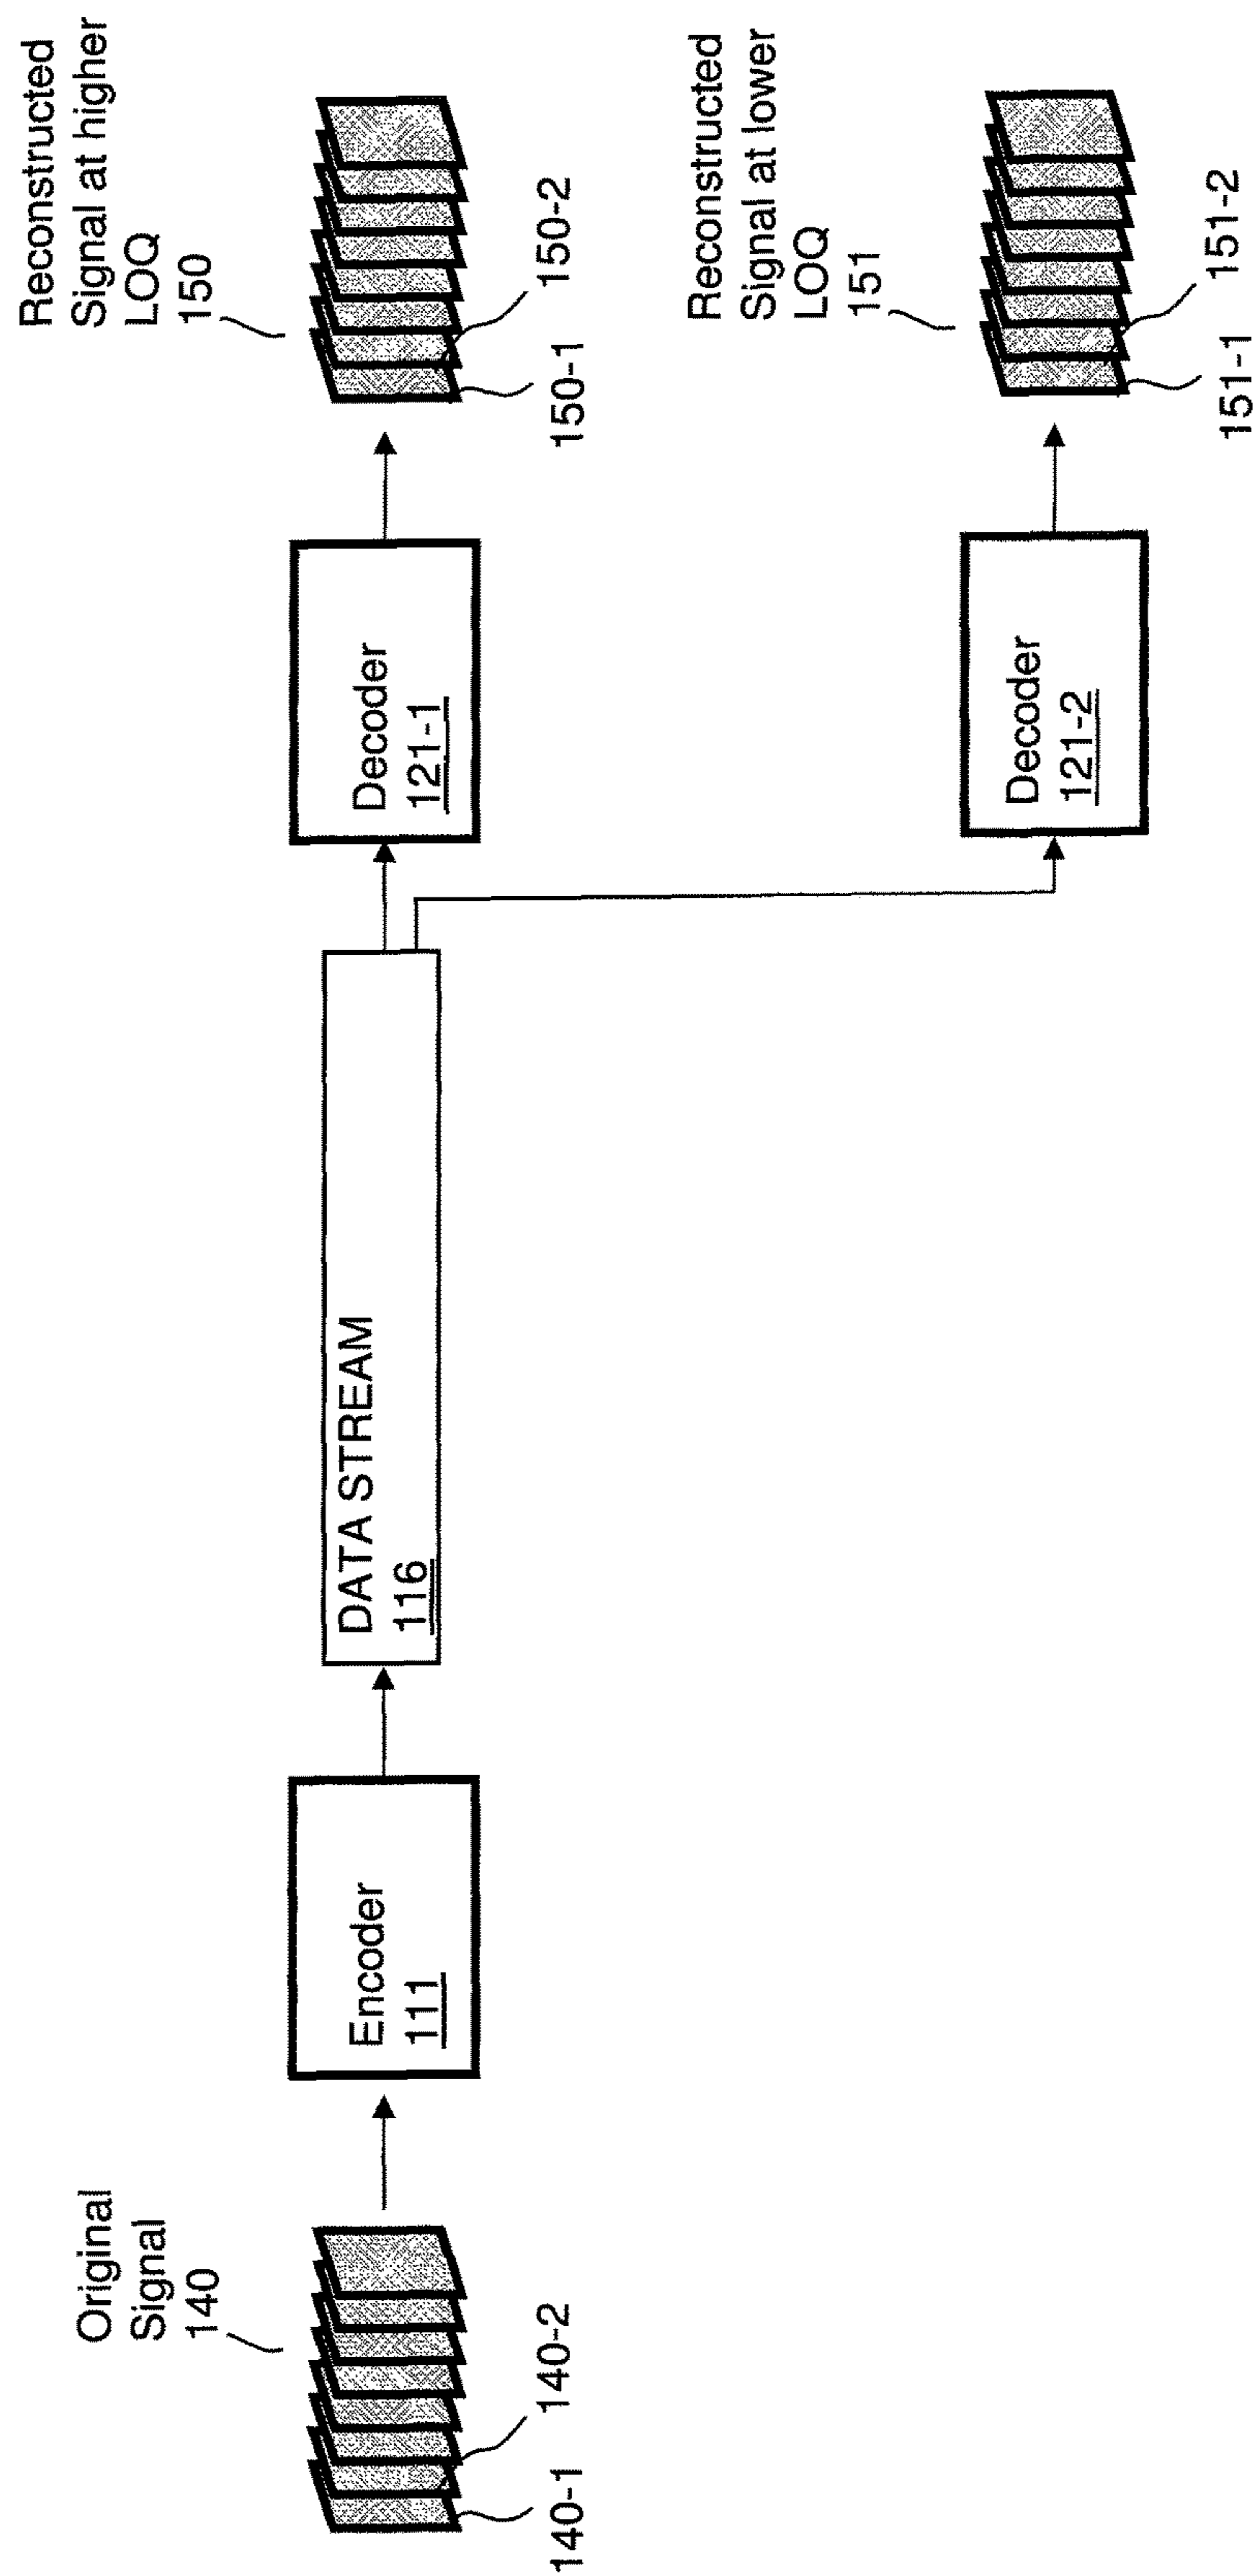 Original
Signal
140
140-1
140-2
Encoder
111
DATA STREAM
116
Decoder
121-1
Reconstructed
Signal at higher
LOQ
150
150-1
150-2
Decoder
121-2
Reconstructed
Signal at lower
LOQ
151
151-1
151-2